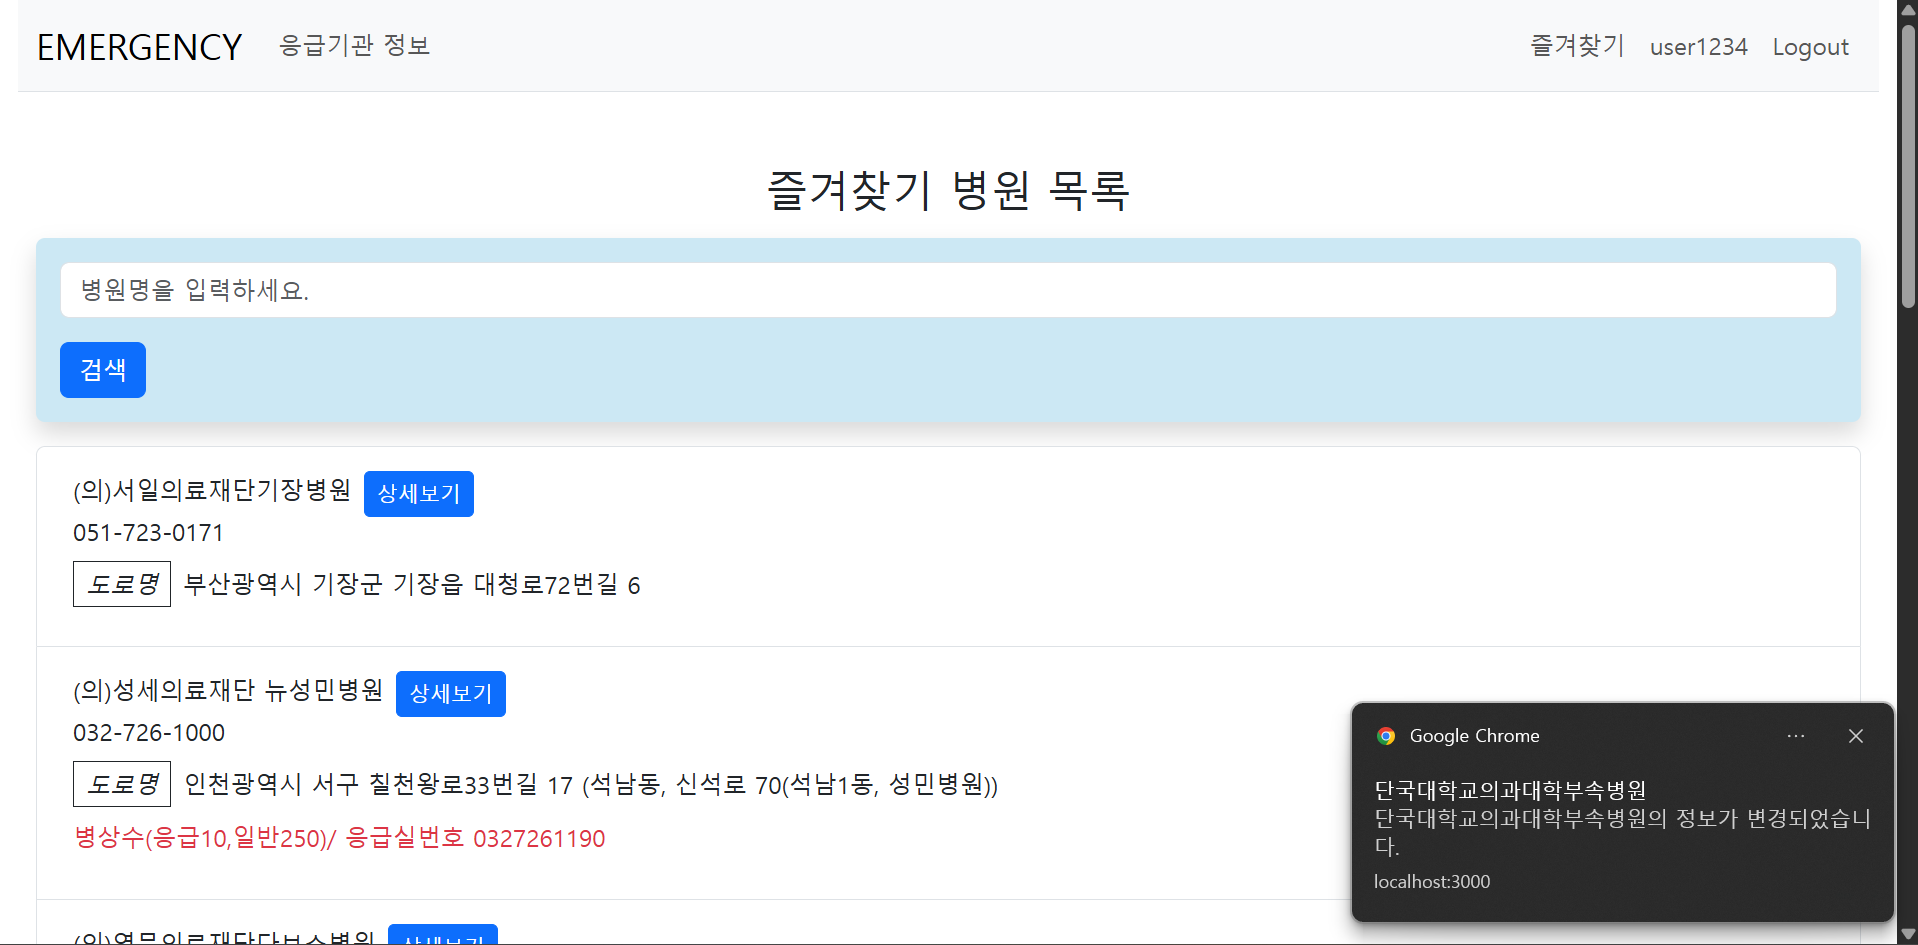 EMERGENCY 응급기관 정보 즐겨찾기 user1234 Logout
즐겨찾기 병원 목록
병원명을 입력하세요.
검색
(의)서일의료재단기장병원 상세보기
051-723-0171
도로명 부산광역시 기장군 기장읍 대청로72번길 6
(의)성세의료재단 뉴성민병원 상세보기
032-726-1000
도로명 인천광역시 서구 칠천왕로33번길 17 (석남동, 신석로 70(석남1동, 성민병원))
병상수(응급10,일반250)/ 응급실번호 0327261190
상세보기
Google Chrome
단국대학교의과대학부속병원
단국대학교의과대학부속병원의 정보가 변경되었습니
다.
localhost:3000